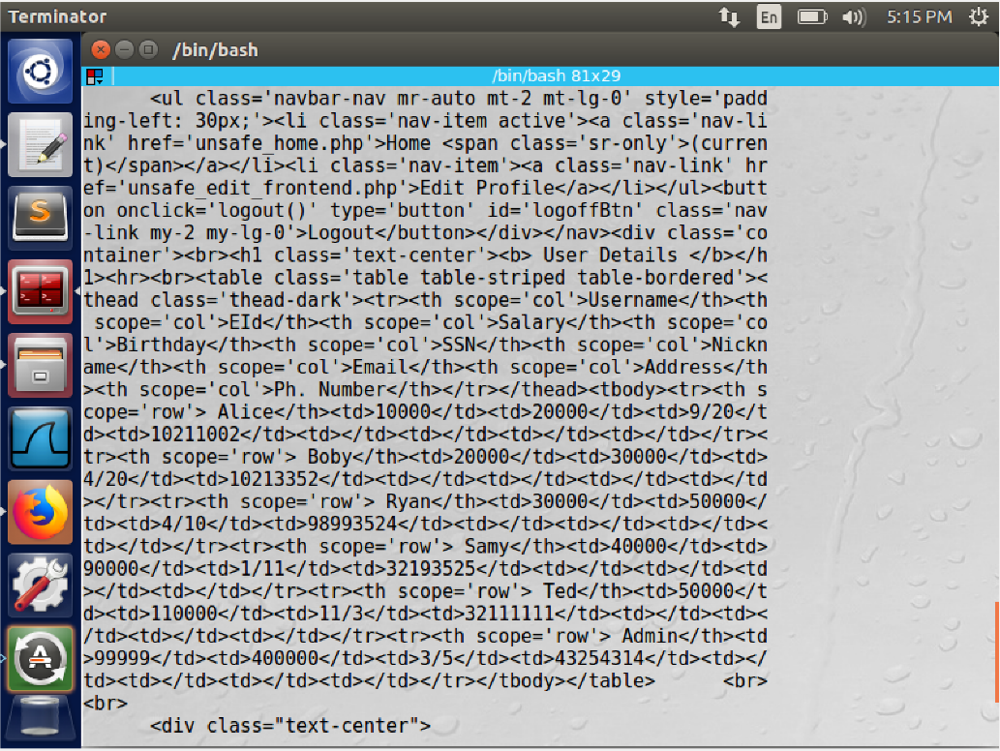 Terminator
En
5:15 PM
/bin/bash
/bin/bash 81x29
<ul class='navbar-nav mr-auto mt-2 mt-lg-0' style='padd
ing-left: 30px;'><li class='nav-item active'><a class='nav-li
nk' href='unsafe_home.php'>Home <span class='sr-only'>(curren
t)</span></a></li><li class='nav-item'><a class='nav-link' hr
ef='unsafe_edit_frontend.php'>Edit Profile</a></li></ul><butt
on onclick='logout()' type='button' id='logoffBtn' class='nav
-link my-2 my-lg-0'>Logout</button></div></nav><div class='co
ntainer'><br><h1 class='text-center'><b> User Details </b></h
1><hr><br><table class='table table-striped table-bordered'><
thead class='thead-dark'><tr><th scope='col'>Username</th><th
 scope='col'>EId</th><th scope='col'>Salary</th><th scope='co
l'>Birthday</th><th scope='col'>SSN</th><th scope='col'>Nickn
ame</th><th scope='col'>Email</th><th scope='col'>Address</th
><th scope='col'>Ph. Number</th></tr></thead><tbody><tr><th s
cope='row'> Alice</th><td>10000</td><td>20000</td><td>9/20</t
d><td>10211002</td><td></td><td></td><td></td><td></td></tr><
tr><th scope='row'> Boby</th><td>20000</td><td>30000</td><td>
4/20</td><td>10213352</td><td></td><td></td><td></td><td></td
></tr><tr><th scope='row'> Ryan</th><td>30000</td><td>50000</
td><td>4/10</td><td>98993524</td><td></td><td></td><td></td><
td></td></tr><tr><th scope='row'> Samy</th><td>40000</td><td>
90000</td><td>1/11</td><td>32193525</td><td></td><td></td><td
></td><td></td></tr><tr><th scope='row'> Ted</th><td>50000</t
d><td>110000</td><td>11/3</td><td>32111111</td><td></td><td><
/td><td></td><td></td></tr><tr><th scope='row'> Admin</th><td
>99999</td><td>400000</td><td>3/5</td><td>43254314</td><td></
td><td></td><td></td><td></td></tr></tbody></table>      <br>
<br>
<div class="text-center">